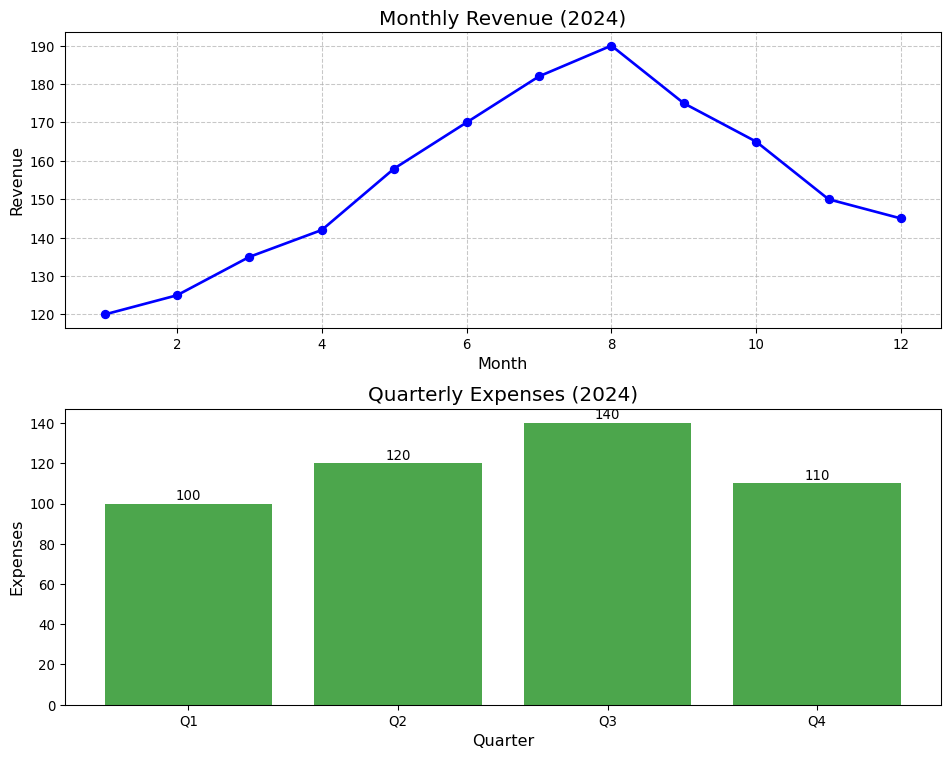 Monthly Revenue (2024)
190
180
170
160
150
140
130
120
Revenue
2 4 6 8 10 12
Month
Quarterly Expenses (2024)
140
120
100
80
60
40
20
0
Expenses
100 120 140 110
Q1 Q2 Q3 Q4
Quarter